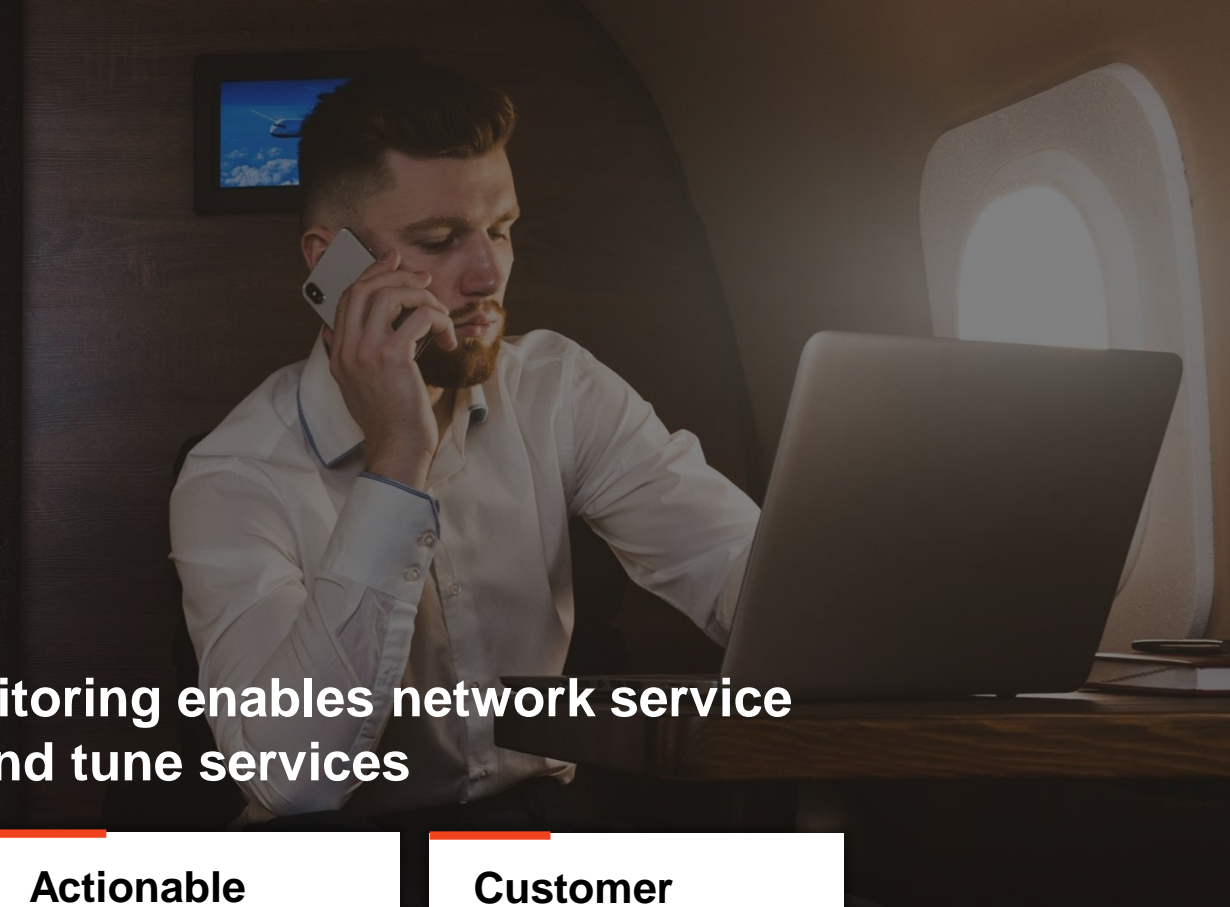 itoring enables network service
nd tune services
Actionable
Customer